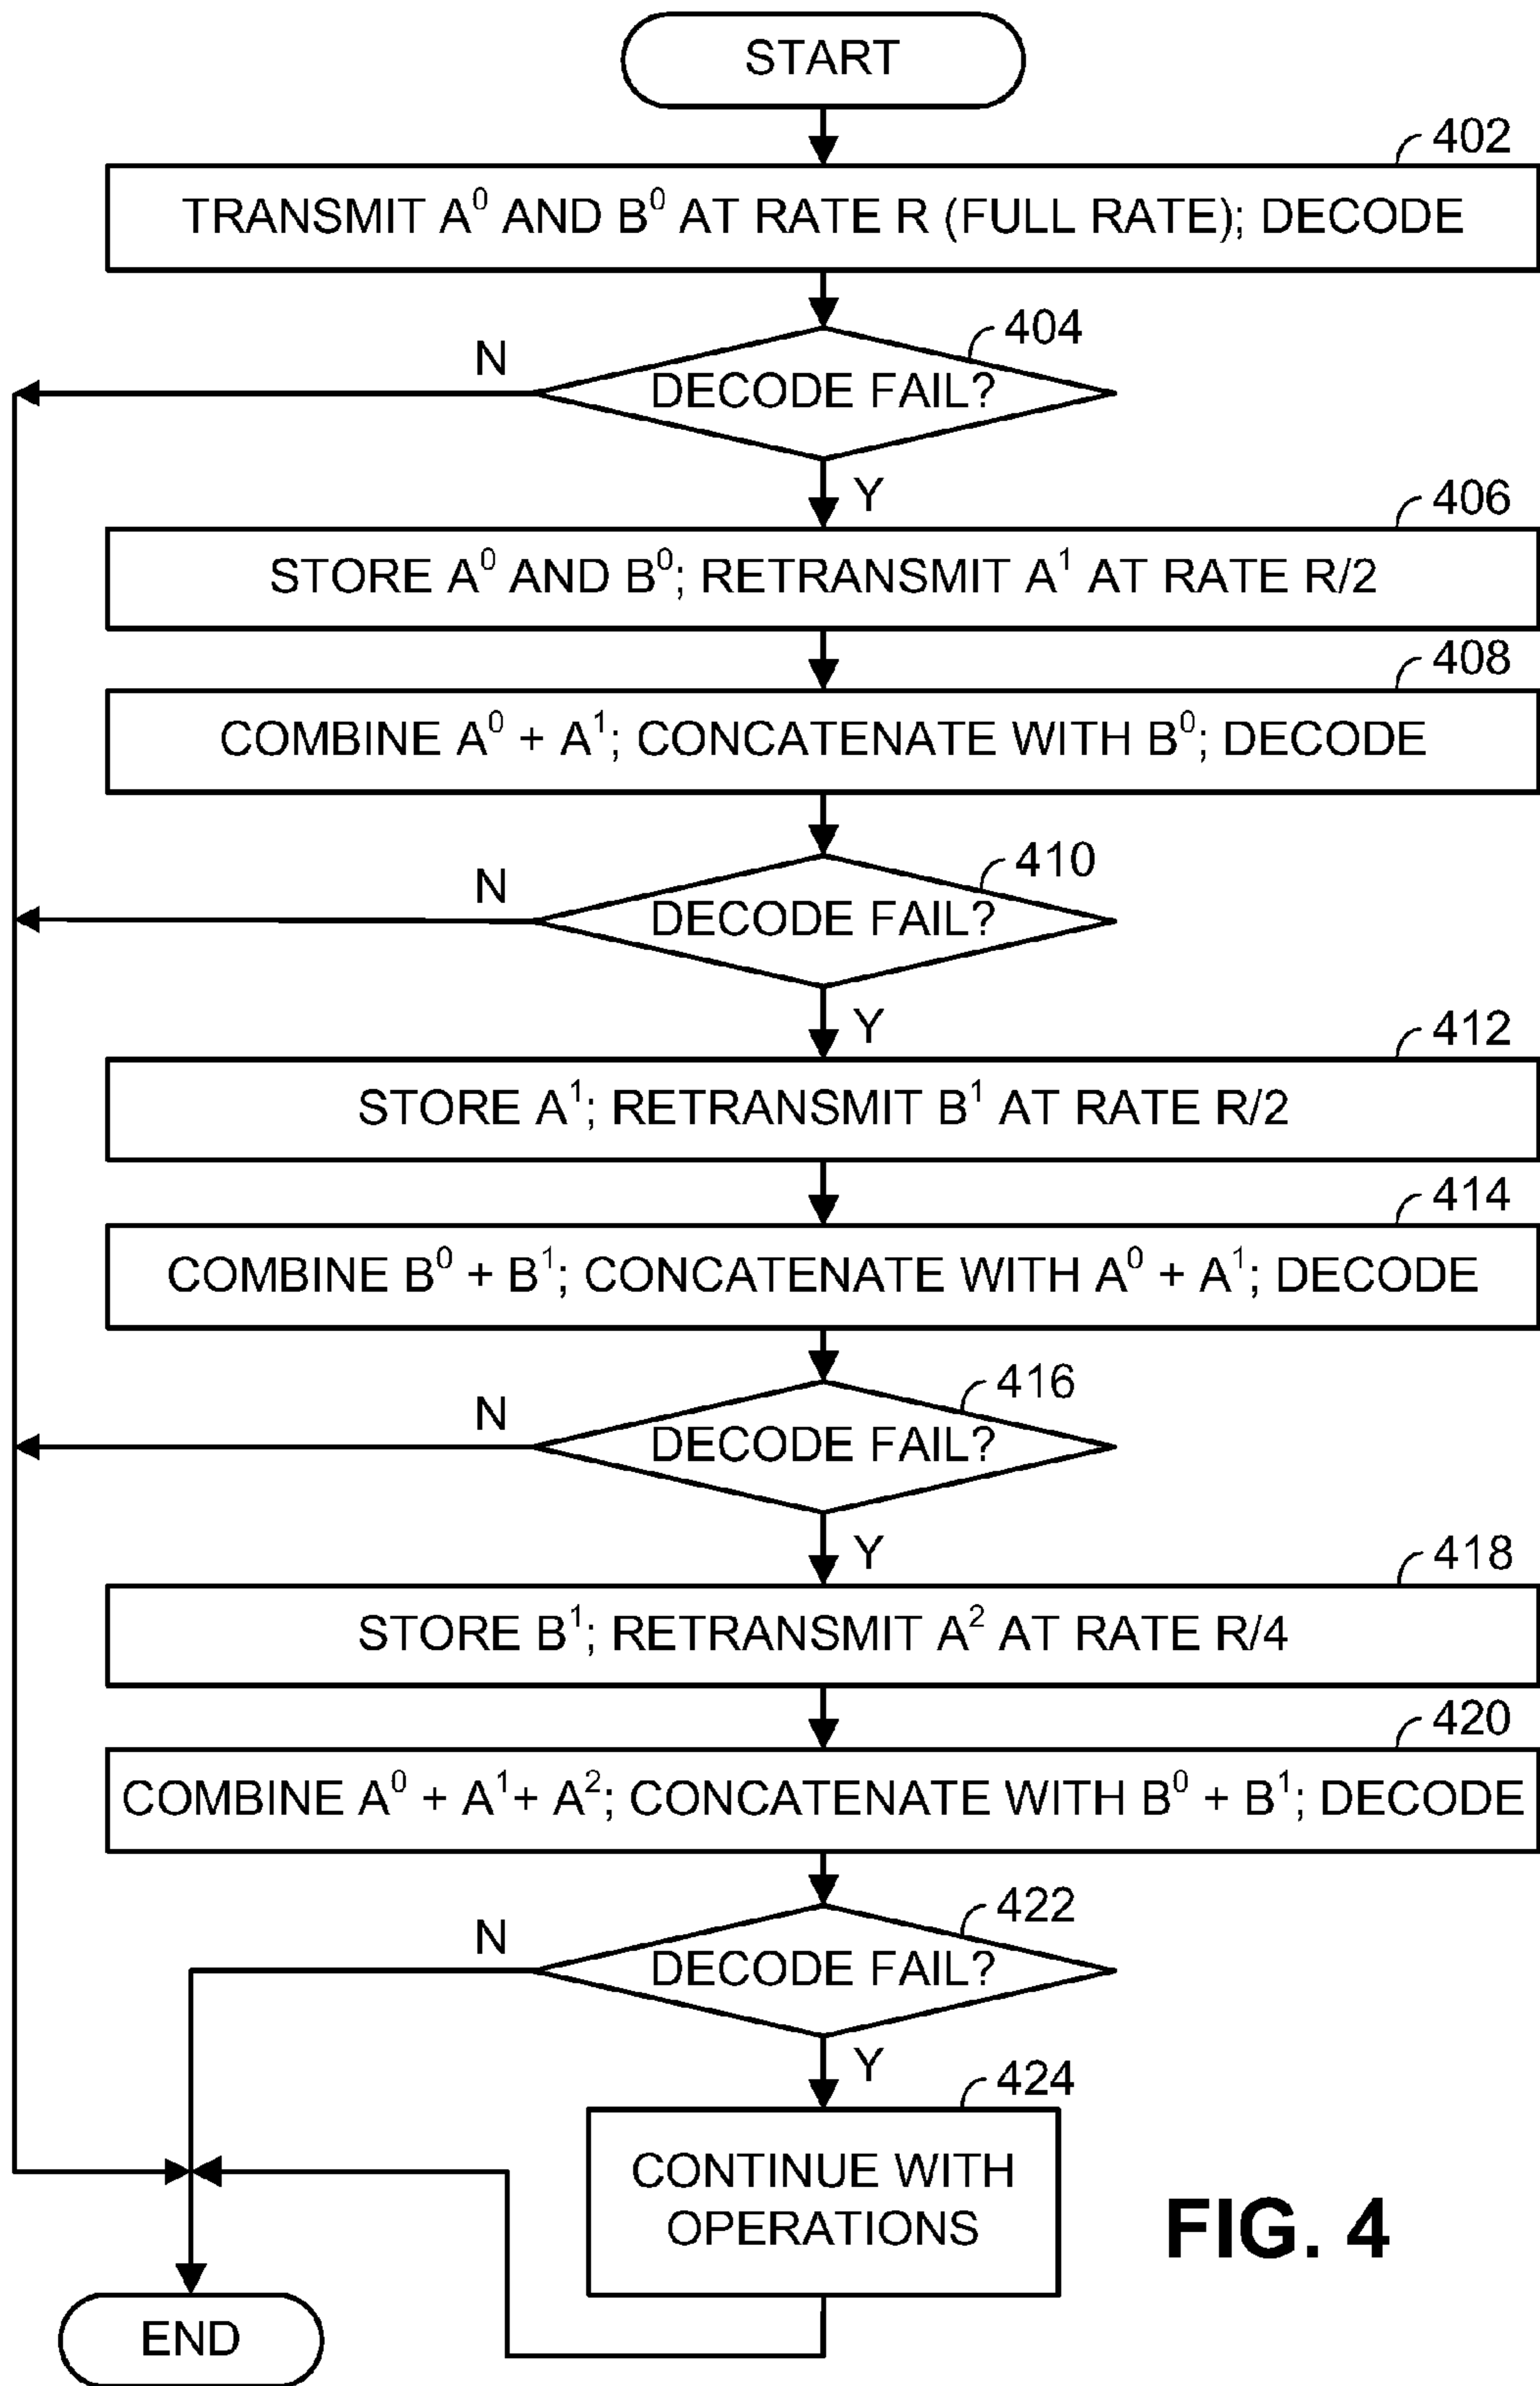 START
402
TRANSMIT A⁰ AND B⁰ AT RATE R (FULL RATE); DECODE
404
N
DECODE FAIL?
Y
406
STORE A⁰ AND B⁰; RETRANSMIT A¹ AT RATE R/2
408
COMBINE A⁰ + A¹; CONCATENATE WITH B⁰; DECODE
410
N
DECODE FAIL?
Y
412
STORE A¹; RETRANSMIT B¹ AT RATE R/2
414
COMBINE B⁰ + B¹; CONCATENATE WITH A⁰ + A¹; DECODE
416
N
DECODE FAIL?
Y
418
STORE B¹; RETRANSMIT A² AT RATE R/4
420
COMBINE A⁰ + A¹+ A²; CONCATENATE WITH B⁰ + B¹; DECODE
422
N
DECODE FAIL?
Y
424
CONTINUE WITH
OPERATIONS
FIG. 4
END